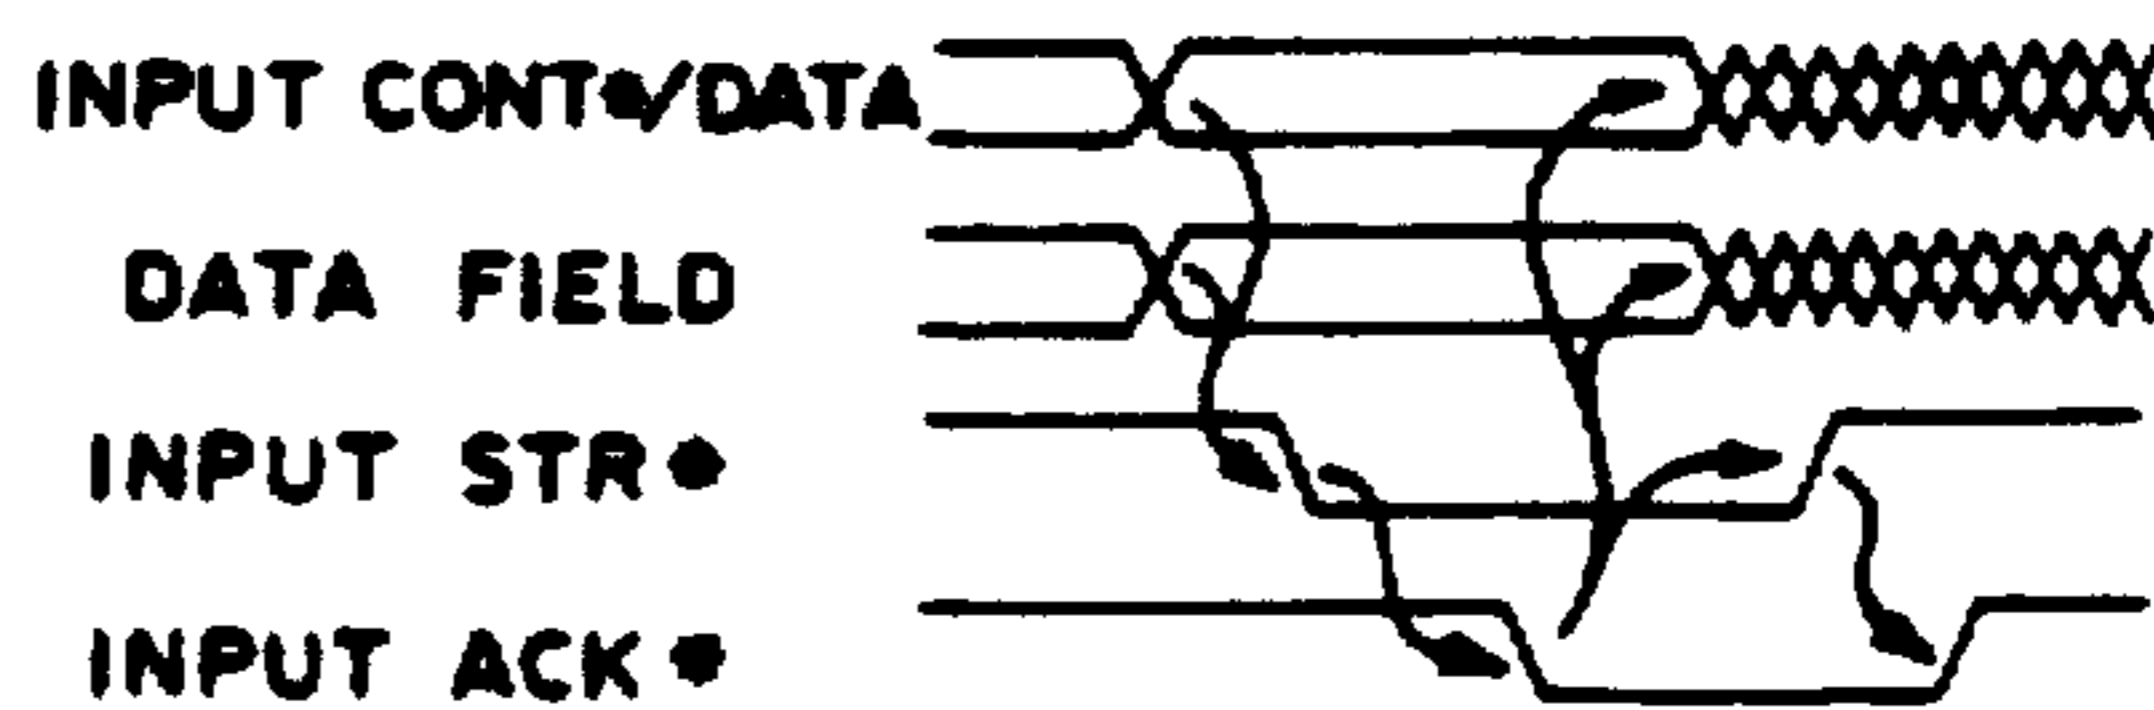 INPUT CONT●/DATA
DATA FIELD
INPUT STR●
INPUT ACK●